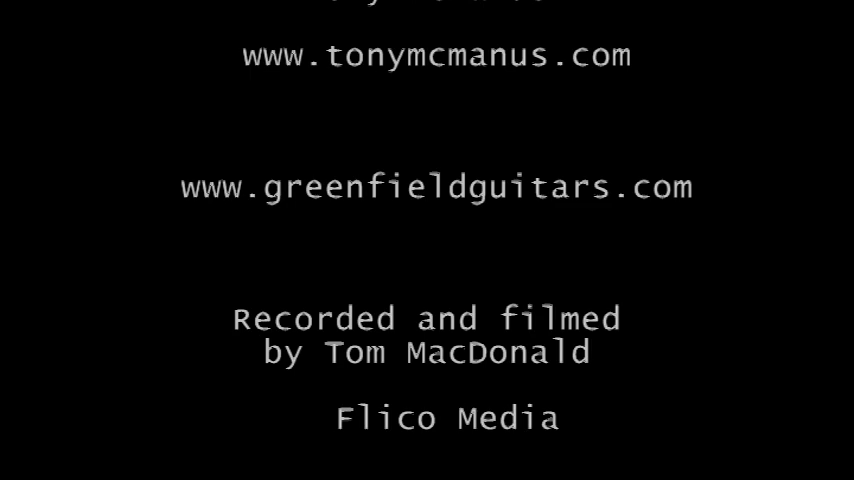 www.tonymcmanus.com
www.greenfieldguitars.com
Recorded and filmed
by Tom MacDonald
Flico Media